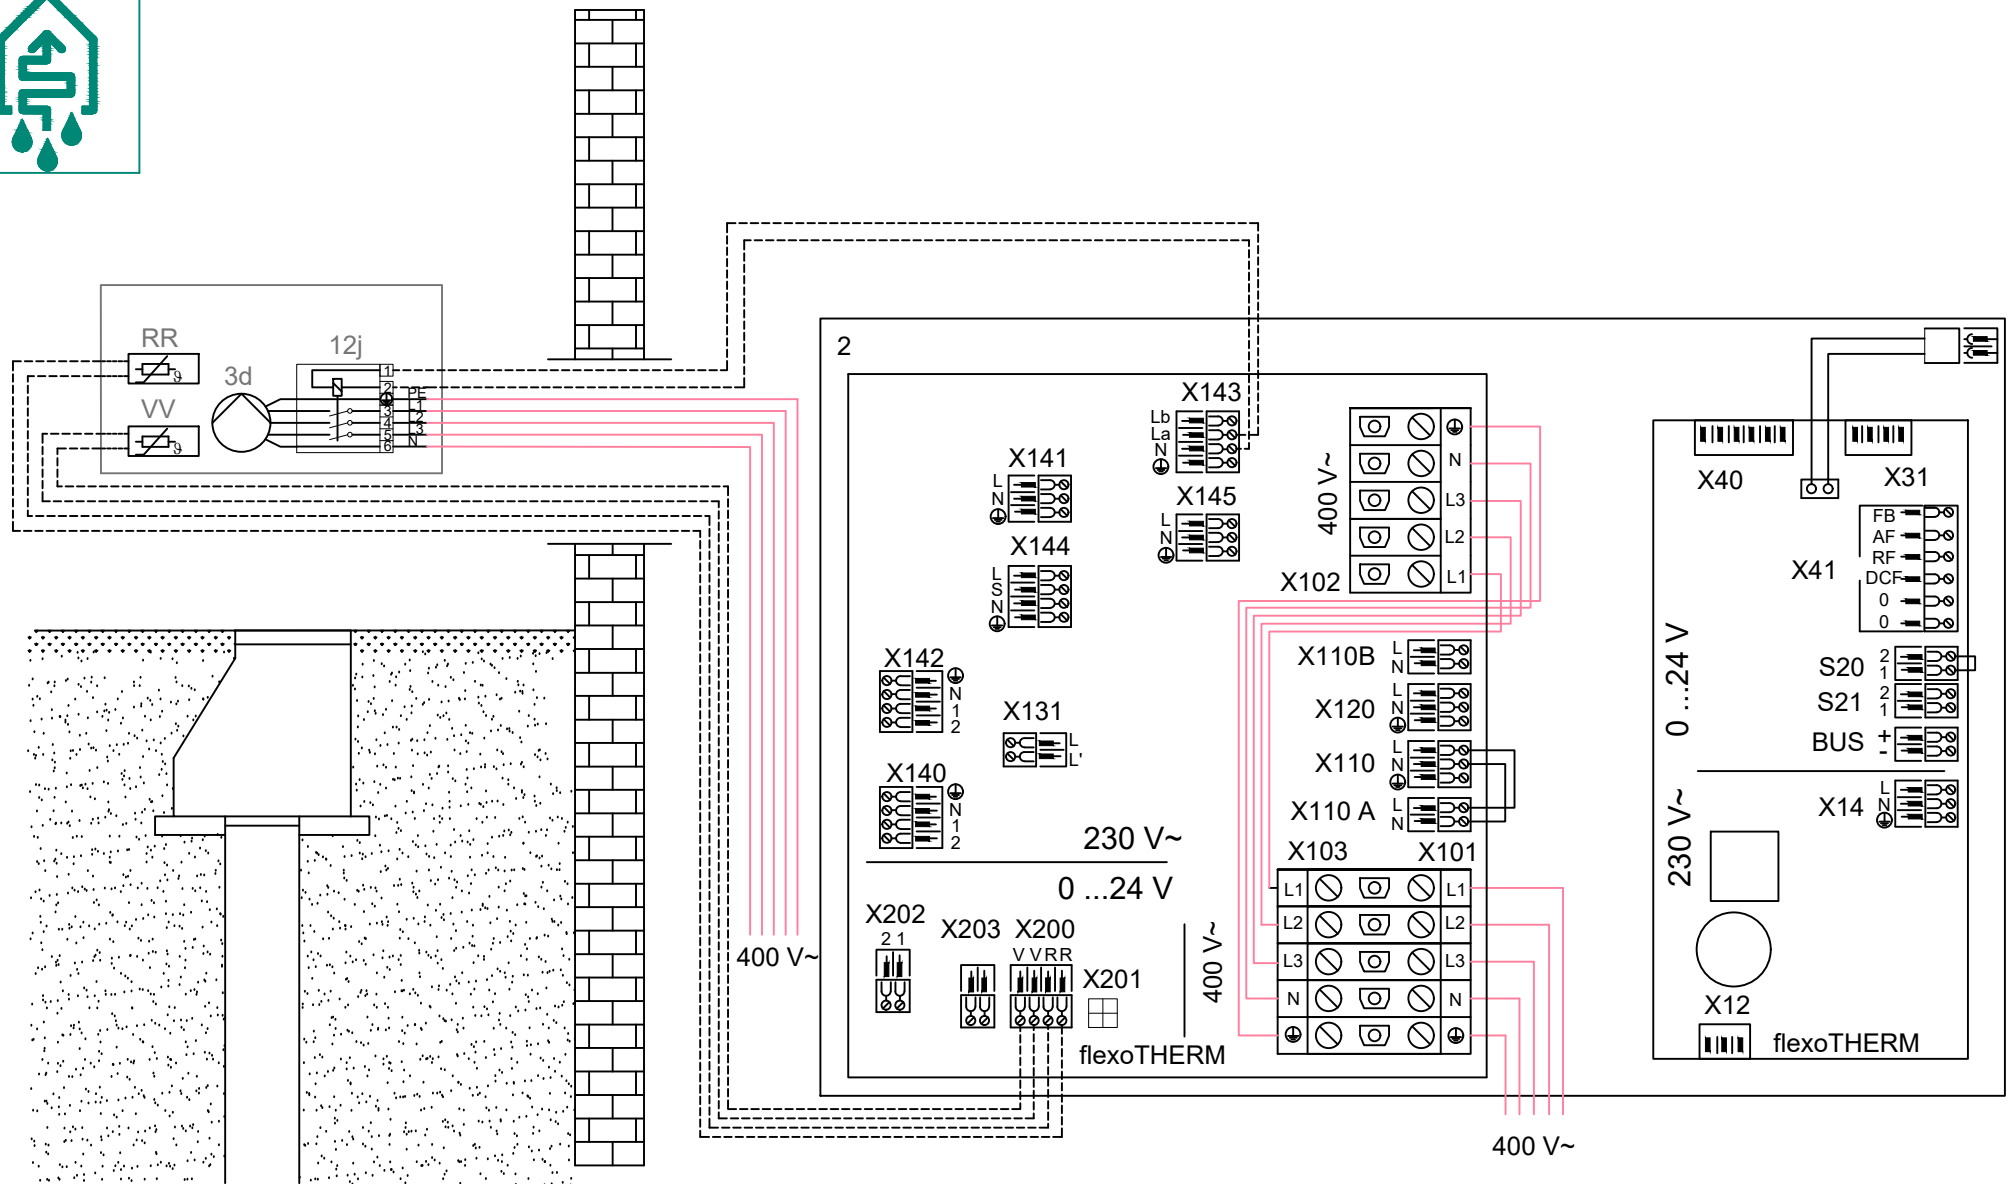 RR
12j
3d
VV
ϑ
ϑ
1
2
3
4
5
6
PE
L1
L2
L3
N
400 V~
2
X143
Lb
La
N
X141
L
N
X145
L
N
X144
L
S
N
X142
N
1
2
X131
L
L'
X140
N
1
2
230 V~
0 ...24 V
X202
2 1
X203
X200
V V R R
X201
400 V~
flexoTHERM
400 V~
N
L3
L2
L1
X102
X110B
L
N
X120
L
N
X110
L
N
X110 A
L
N
X103
X101
L1
L1
L2
L2
L3
L3
N
N
400 V~
X40
X31
X41
FB
AF
RF
DCF
0
0
0 ...24 V
S20
2
1
S21
2
1
BUS
+
-
230 V~
X14
L
N
X12
flexoTHERM